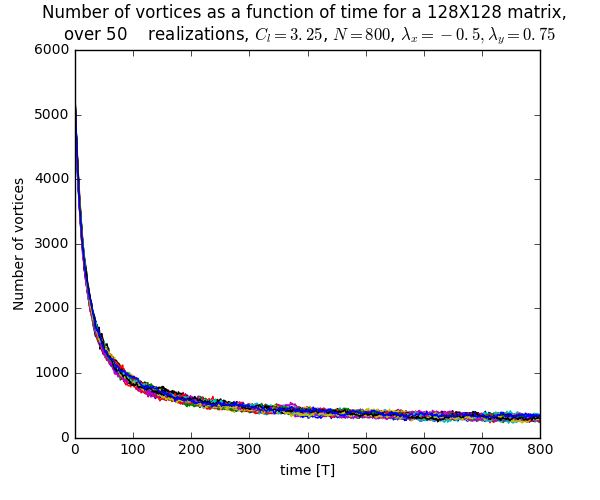 Number of vortices as a function of time for a 128X128 matrix,
over 50    realizations, C_l = 3.25, N = 800, λ_x = −0.5, λ_y = 0.75
6000
5000
4000
3000
2000
1000
0
Number of vortices
0 100 200 300 400 500 600 700 800
time [T]